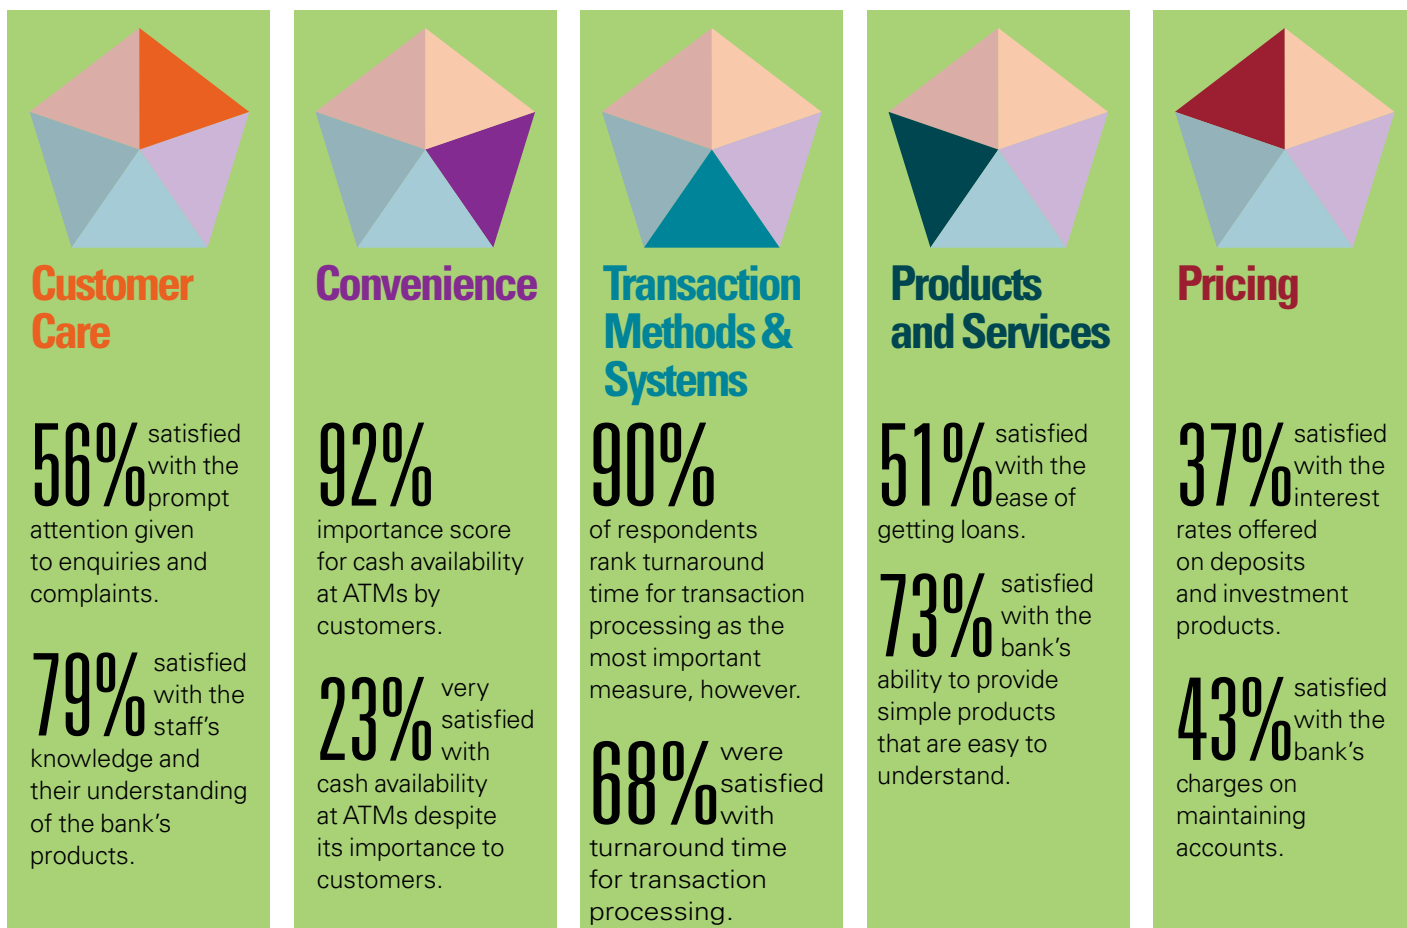 Customer
Care
56% satisfied
with the
prompt
attention given
to enquiries and
complaints.
79% satisfied
with the
staff's
knowledge and
their understanding
of the bank's
products.
Convenience
92%
importance score
for cash availability
at ATMs by
customers.
23% very
satisfied
with
cash availability
at ATMs despite
its importance to
customers.
Transaction
Methods &
Systems
90%
of respondents
rank turnaround
time for transaction
processing as the
most important
measure, however.
68% were
satisfied
with
turnaround time
for transaction
processing.
Products
and Services
51% satisfied
with the
ease of
getting loans.
73% satisfied
with the
bank's
ability to provide
simple products
that are easy to
understand.
Pricing
37% satisfied
with the
interest
rates offered
on deposits
and investment
products.
43% satisfied
with the
bank's
charges on
maintaining
accounts.